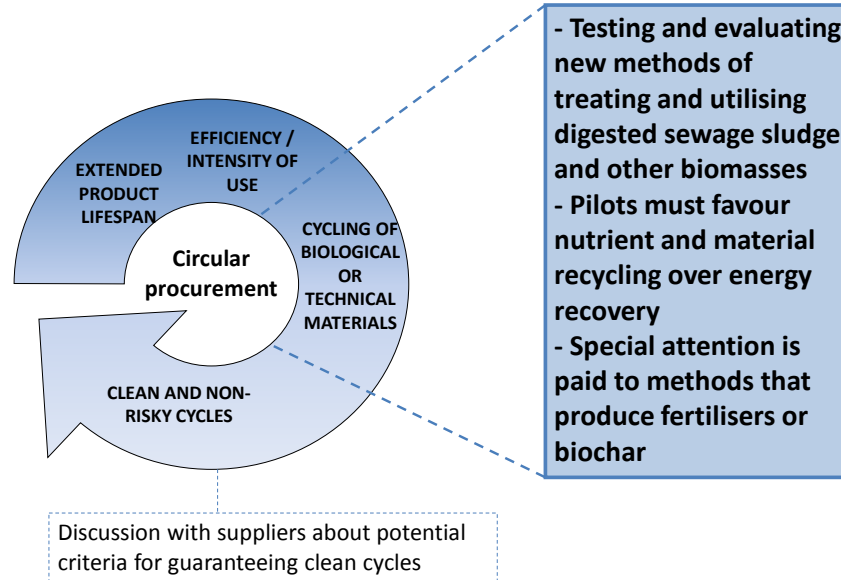 EXTENDED
PRODUCT
LIFESPAN
EFFICIENCY /
INTENSITY OF
USE
CYCLING OF
BIOLOGICAL
OR
TECHNICAL
MATERIALS
CLEAN AND NON-
RISKY CYCLES
Circular
procurement
- Testing and evaluating
new methods of
treating and utilising
digested sewage sludge
and other biomasses
- Pilots must favour
nutrient and material
recycling over energy
recovery
- Special attention is
paid to methods that
produce fertilisers or
biochar
Discussion with suppliers about potential
criteria for guaranteeing clean cycles